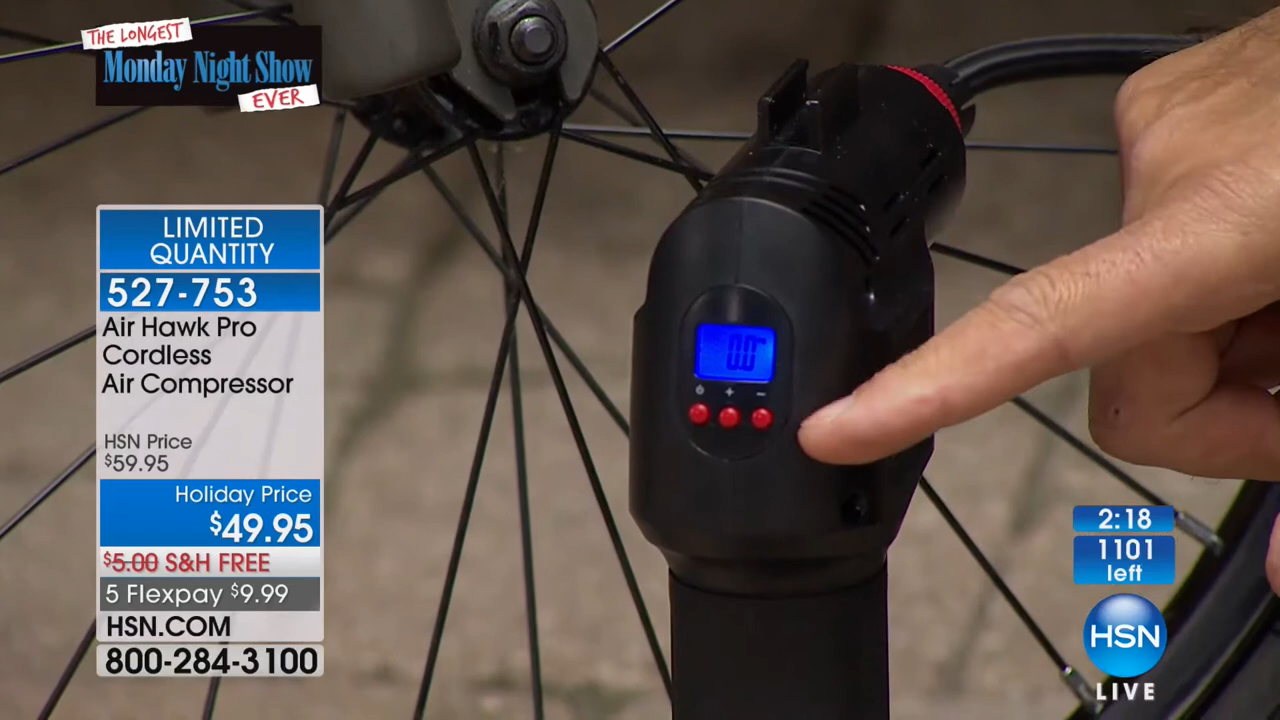 THE LONGEST
Monday Night Show
EVER
LIMITED
QUANTITY
527-753
Air Hawk Pro
Cordless
Air Compressor
HSN Price
$59.95
Holiday Price
$49.95
$5.00 S&H FREE
5 Flexpay $9.99
HSN.COM
800-284-3100
0.0
+ −
2:18
1101
left
HSN
LIVE